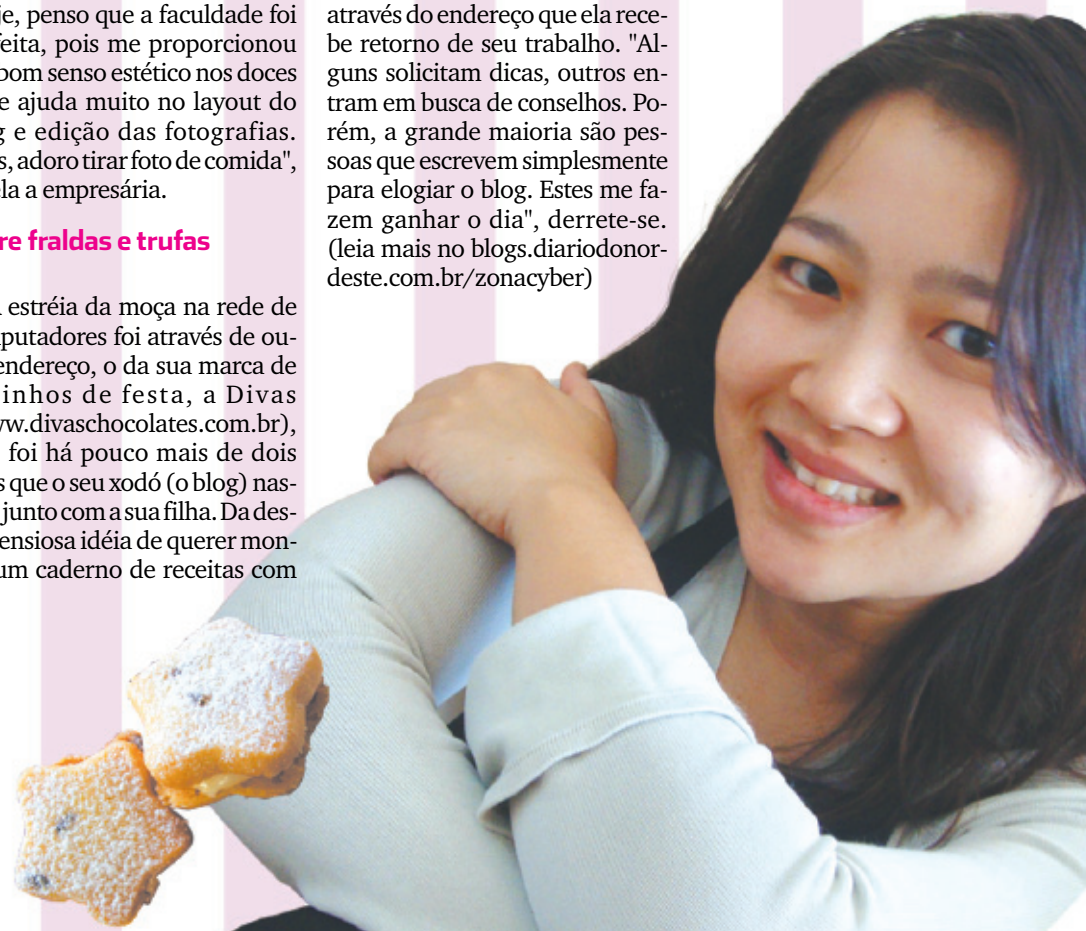 je, penso que a faculdade foi
feita, pois me proporcionou
bom senso estético nos doces
e ajuda muito no layout do
g e edição das fotografias.
s, adoro tirar foto de comida",
ela a empresária.
re fraldas e trufas
estréia da moça na rede de
putadores foi através de ou-
endereço, o da sua marca de
inhos de festa, a Divas
ww.divaschocolates.com.br),
foi há pouco mais de dois
s que o seu xodó (o blog) nas-
junto com a sua filha. Da des-
ensiosa idéia de querer mon-
um caderno de receitas com
através do endereço que ela rece-
be retorno de seu trabalho. "Al-
guns solicitam dicas, outros en-
tram em busca de conselhos. Po-
rém, a grande maioria são pes-
soas que escrevem simplesmente
para elogiar o blog. Estes me fa-
zem ganhar o dia", derrete-se.
(leia mais no blogs.diariodonor-
deste.com.br/zonacyber)